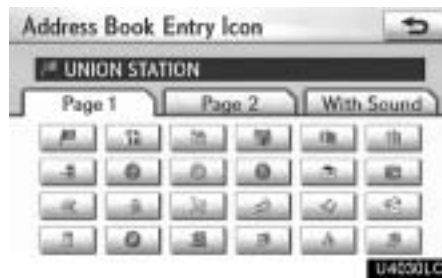 Address Book Entry Icon
UNION STATION
Page 1 Page 2 With Sound
U4030LC